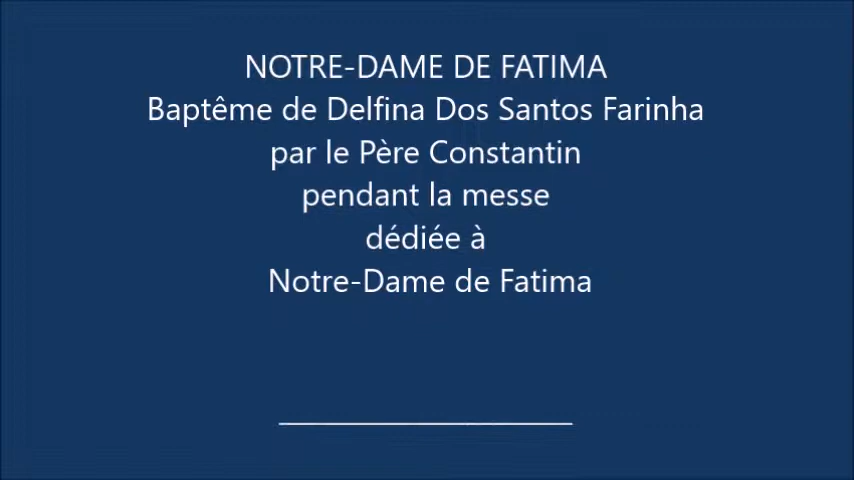 NOTRE-DAME DE FATIMA
Baptême de Delfina Dos Santos Farinha
par le Père Constantin
pendant la messe
dédiée à
Notre-Dame de Fatima